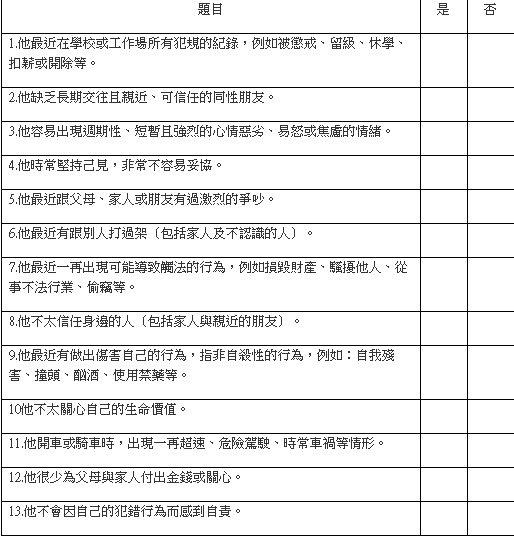 題目 是 否
1.他最近在學校或工作場所有犯規的紀錄，例如被懲戒、留級、休學、
扣薪或開除等。
2.他缺乏長期交往且親近、可信任的同性朋友。
3.他容易出現週期性、短暫且強烈的心情惡劣、易怒或焦慮的情緒。
4.他時常堅持己見，非常不容易妥協。
5.他最近跟父母、家人或朋友有過激烈的爭吵。
6.他最近有跟別人打過架〔包括家人及不認識的人〕。
7.他最近一再出現可能導致觸法的行為，例如損毀財產、騷擾他人、從
事不法行業、偷竊等。
8.他不太信任身邊的人〔包括家人與親近的朋友〕。
9.他最近有做出傷害自己的行為，指非自殺性的行為，例如：自我殘
害、撞頭、酗酒、使用禁藥等。
10他不太關心自己的生命價值。
11.他開車或騎車時，出現一再超速、危險駕駛、時常車禍等情形。
12.他很少為父母與家人付出金錢或關心。
13.他不會因自己的犯錯行為而感到自責。